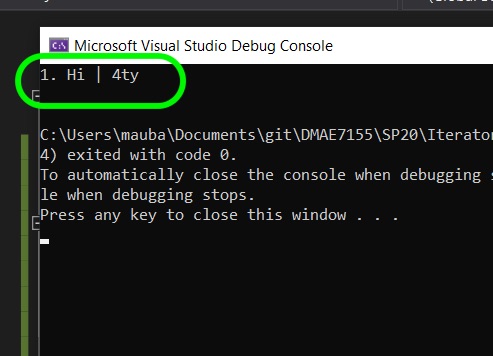 Microsoft Visual Studio Debug Console
1. Hi | 4ty
C:\Users\mauba\Documents\git\DMAE7155\SP20\Iterator
4) exited with code 0.
To automatically close the console when debugging s
le when debugging stops.
Press any key to close this window . . .